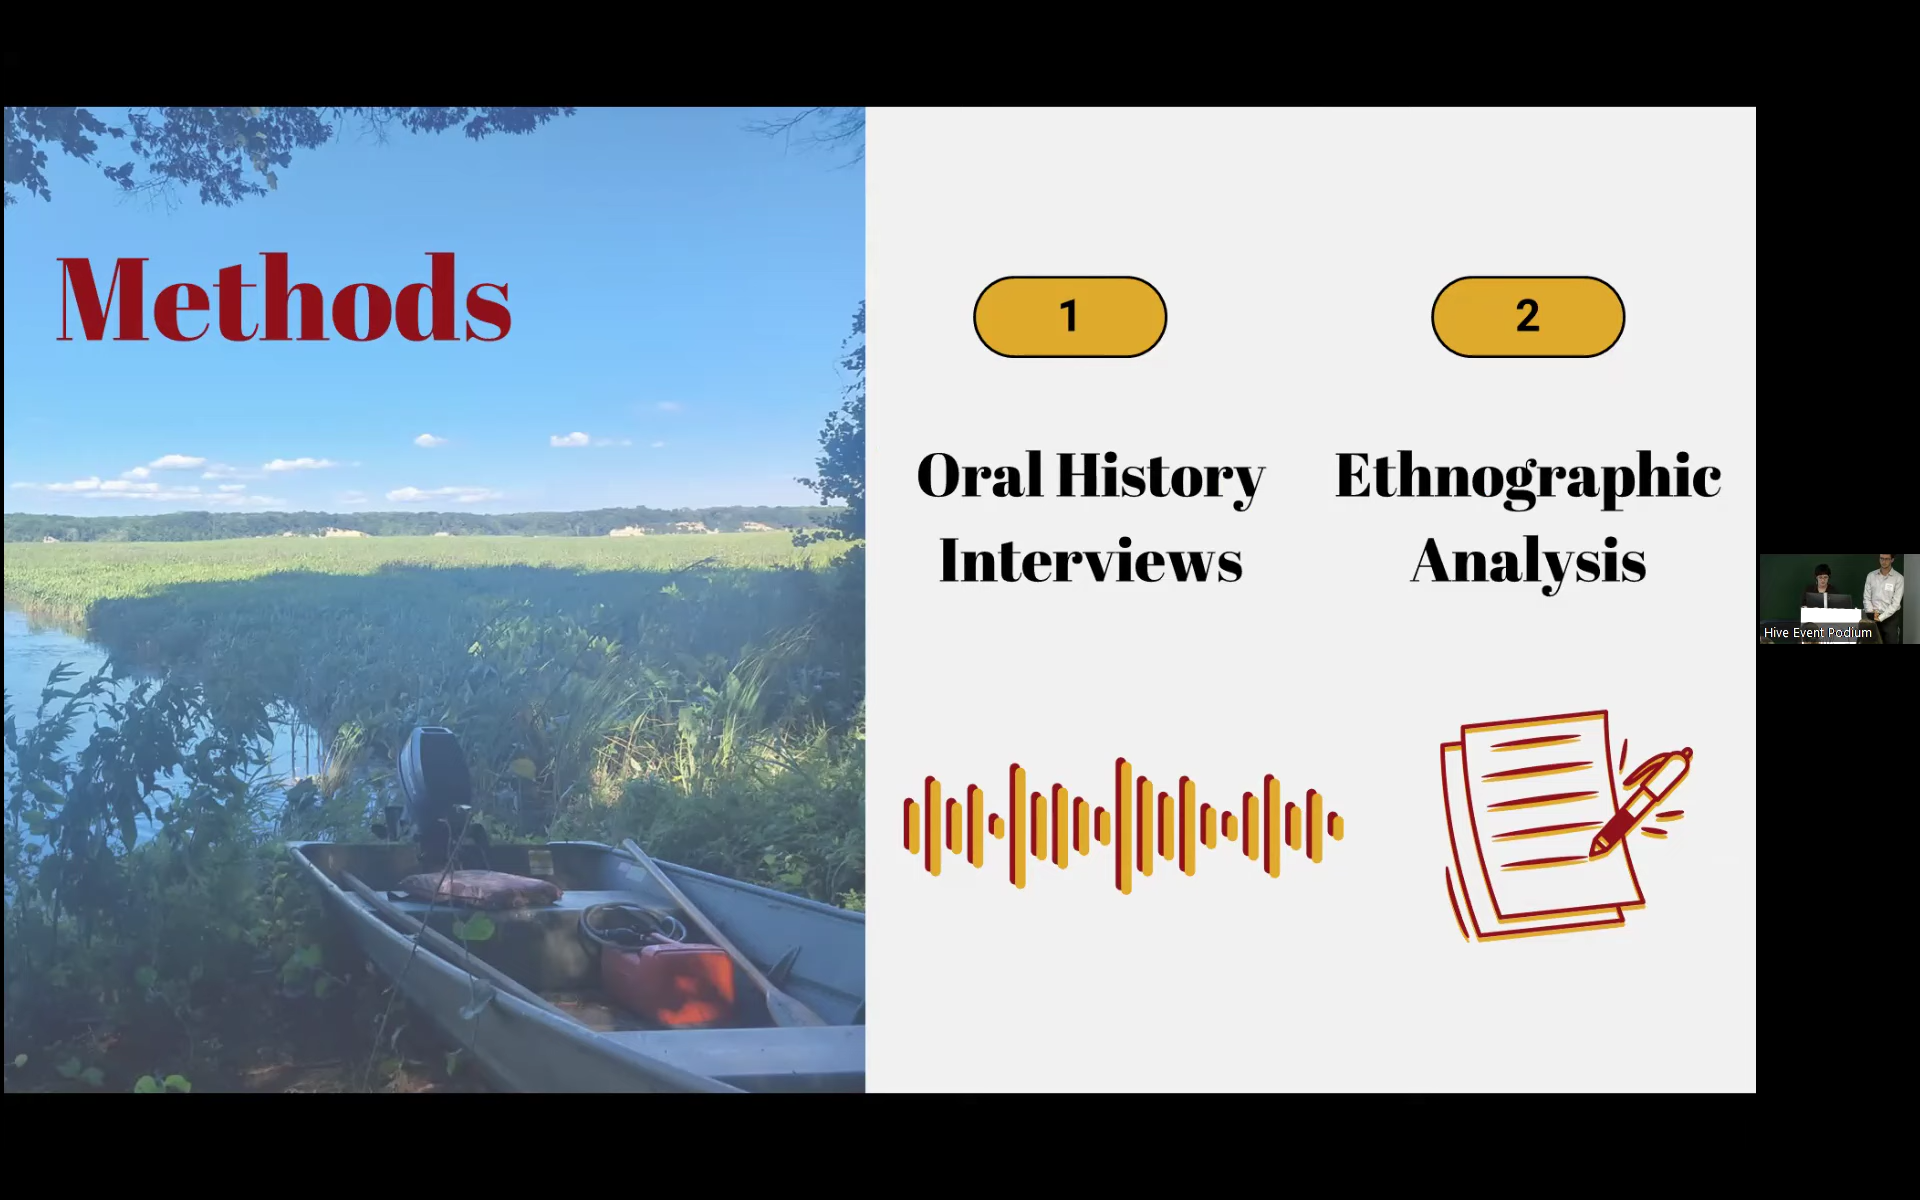 Methods
1
Oral History
Interviews
2
Ethnographic
Analysis
Hive Event Podium